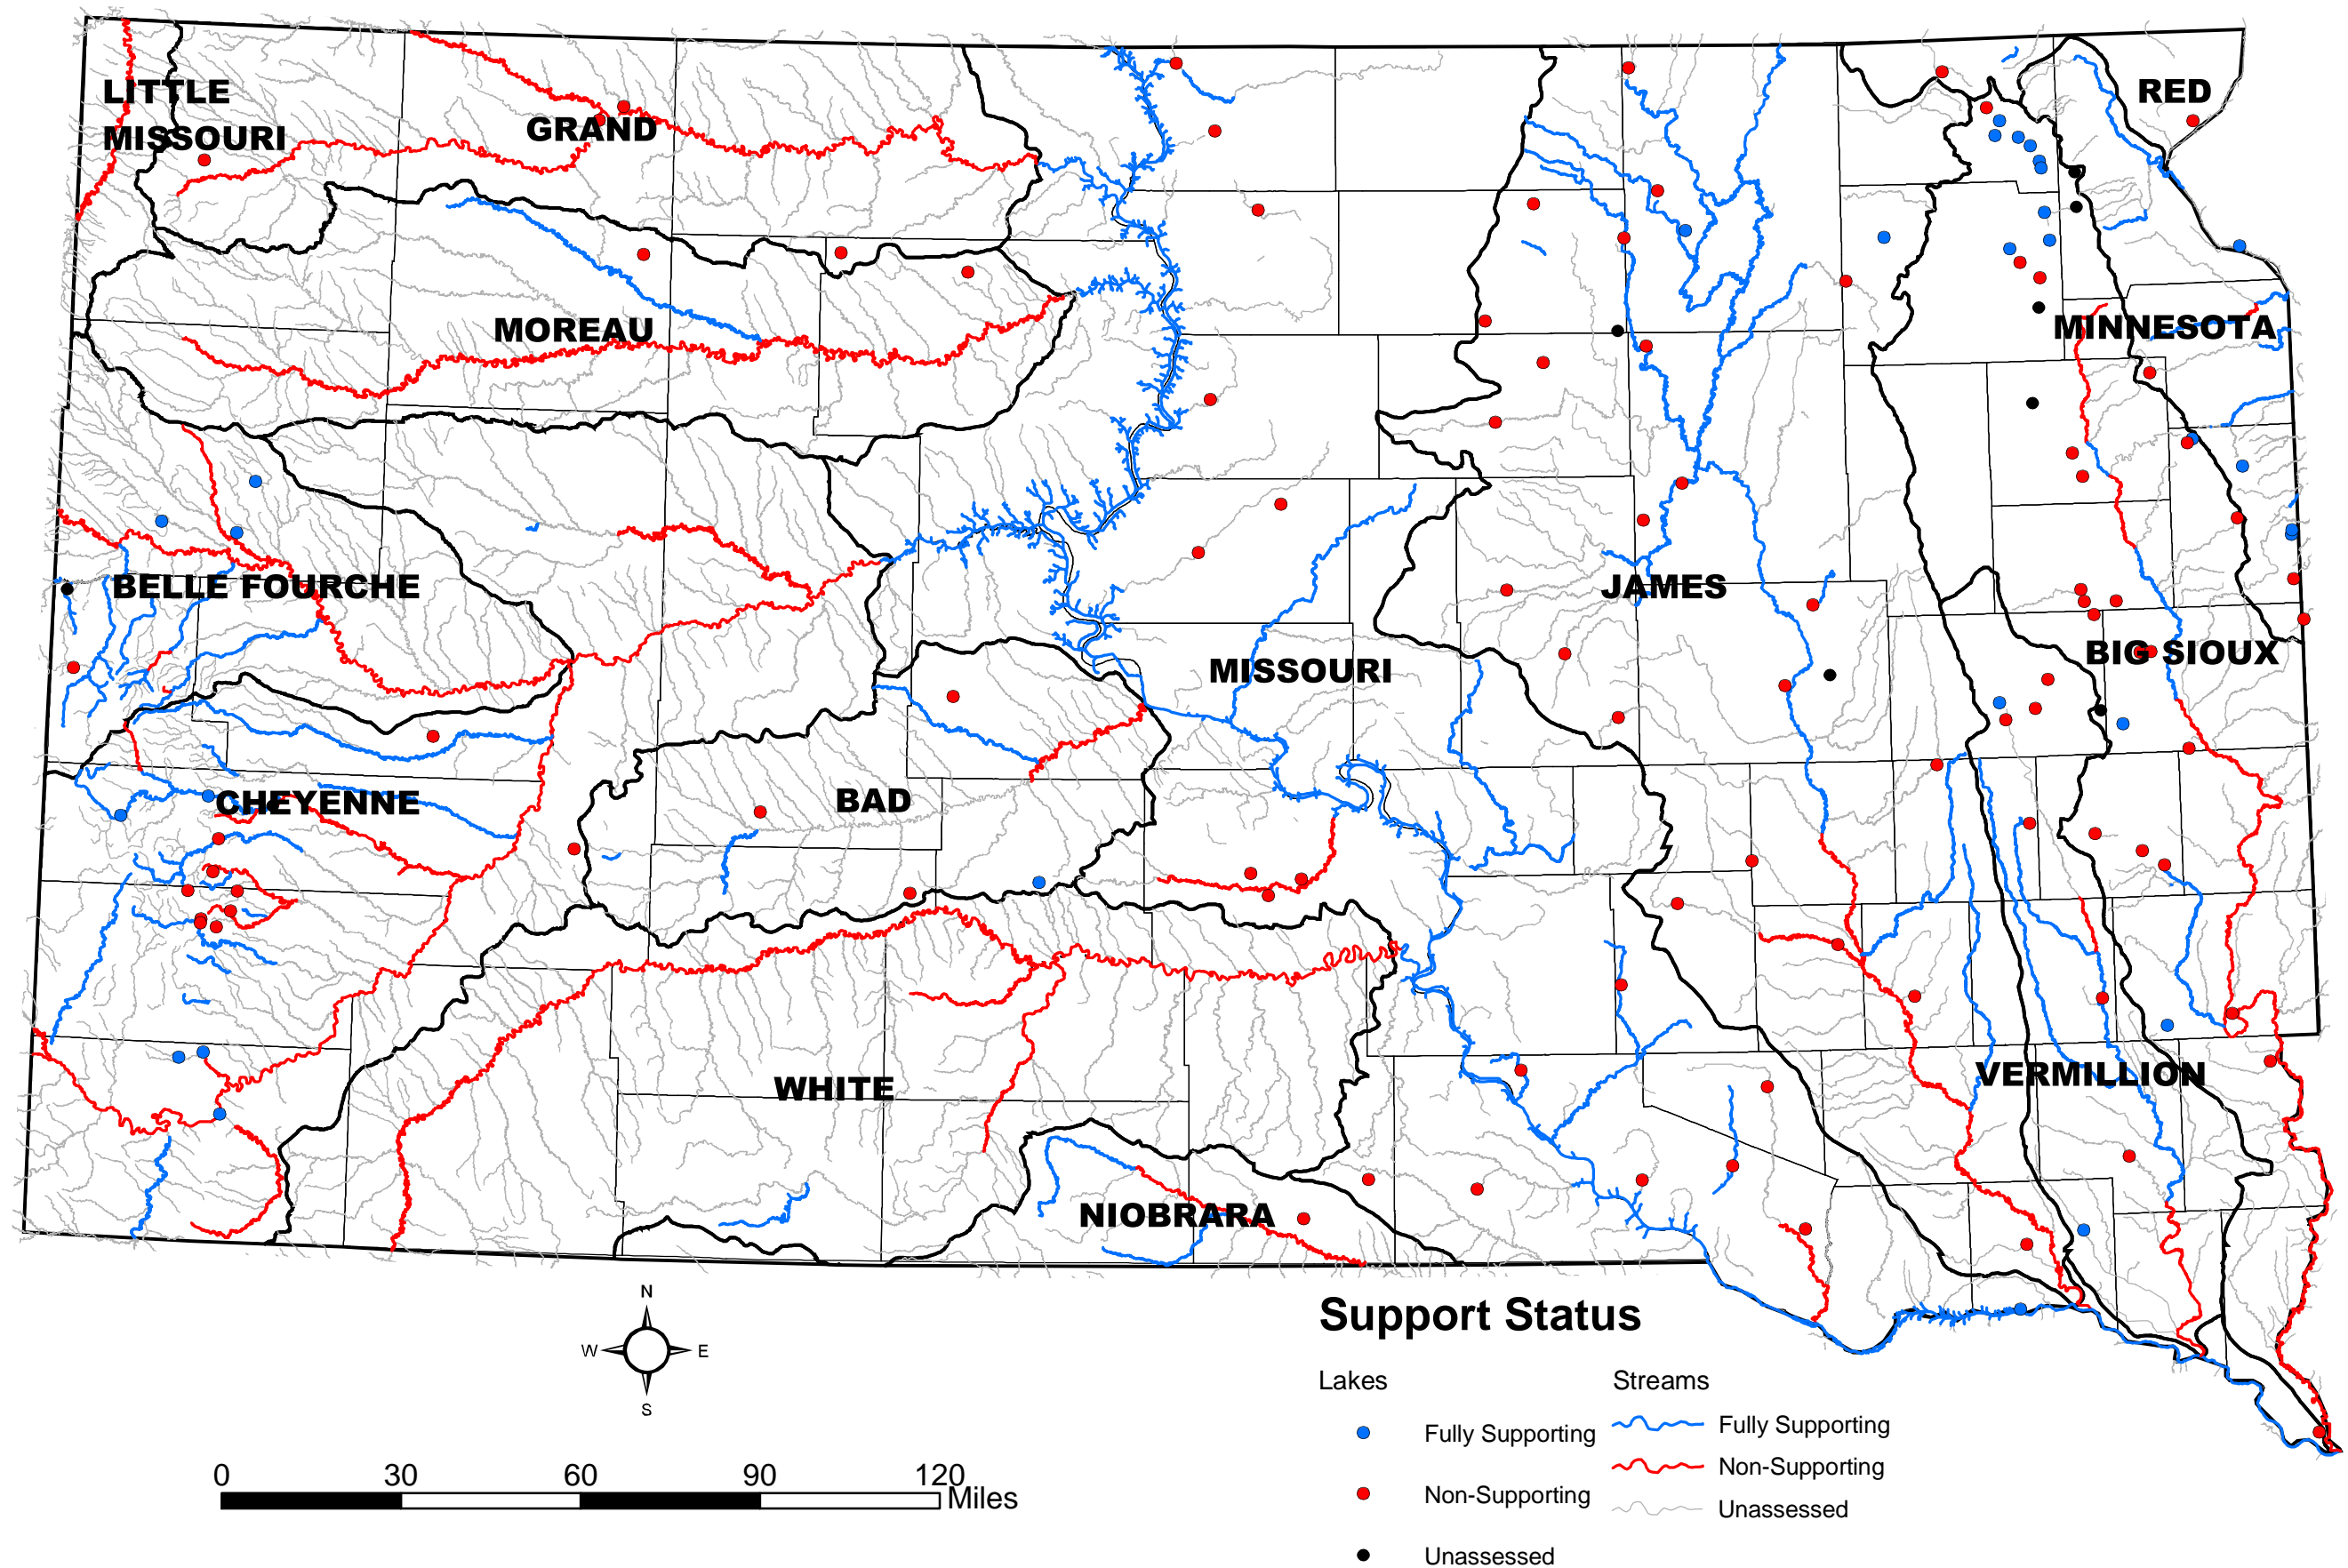 LITTLE
MISSOURI
GRAND
RED
MOREAU
MINNESOTA
BELLE FOURCHE
JAMES
MISSOURI
BIG SIOUX
CHEYENNE
BAD
WHITE
VERMILLION
NIOBRARA
N
W
E
S
Support Status
Lakes
Streams
Fully Supporting
Fully Supporting
Non-Supporting
Non-Supporting
Unassessed
Unassessed
0 30 60 90 120
Miles